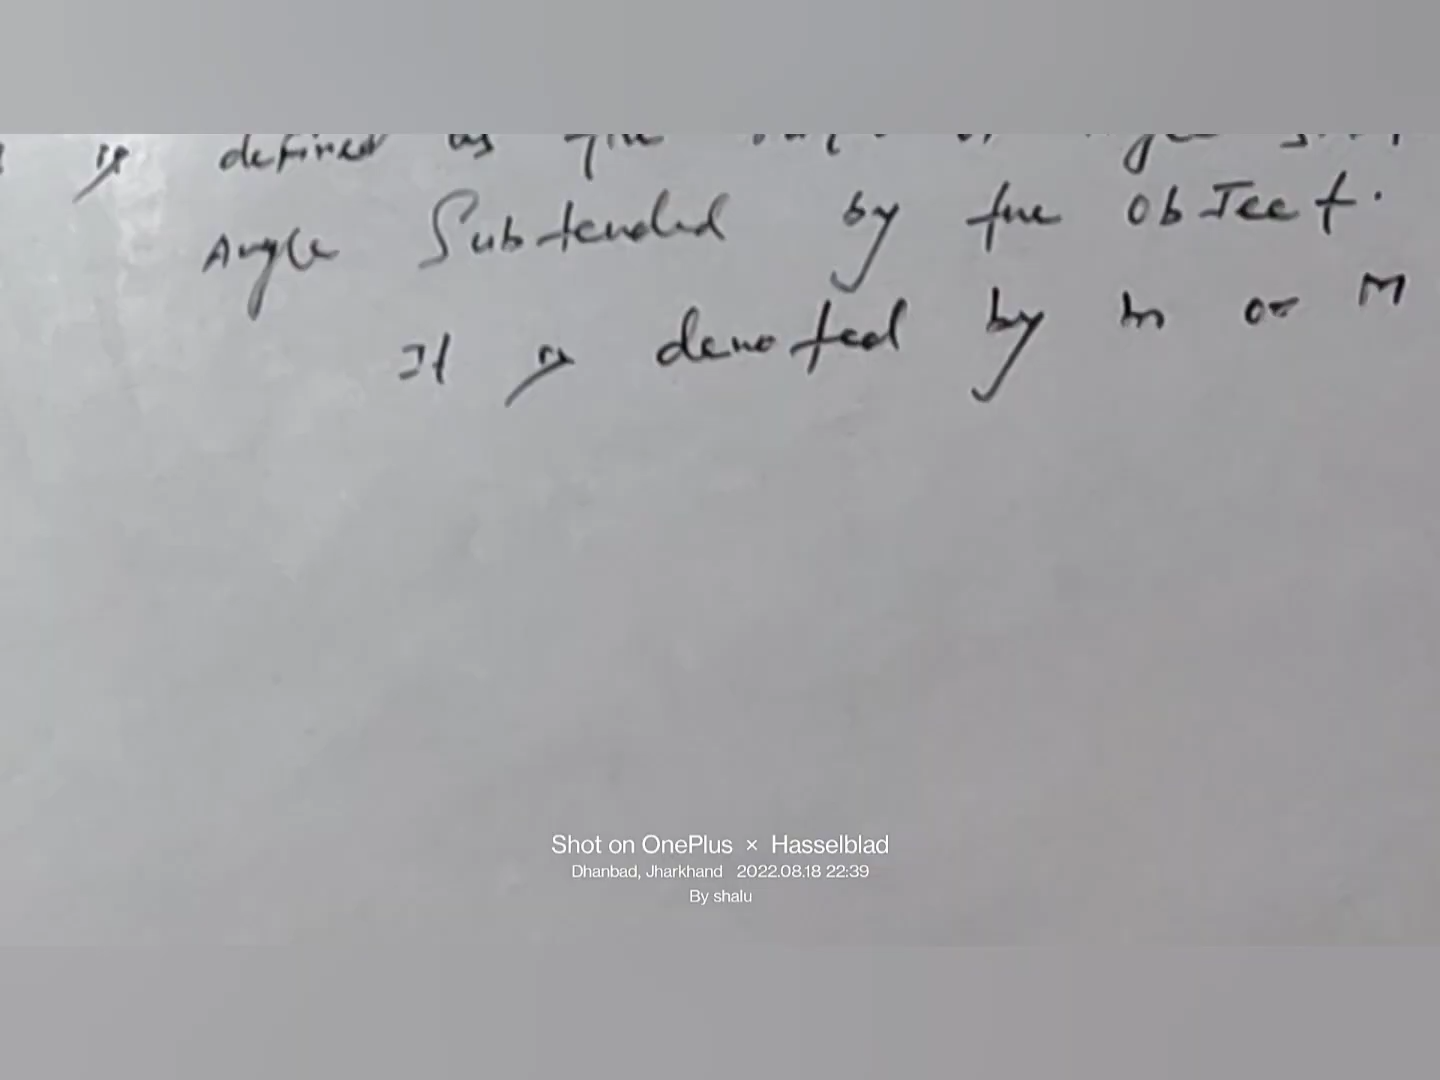 is defined as the
Angle Subtended by the obJect.
It is denoted by m or M
Shot on OnePlus × Hasselblad
Dhanbad, Jharkhand 2022.08.18 22:39
By shalu